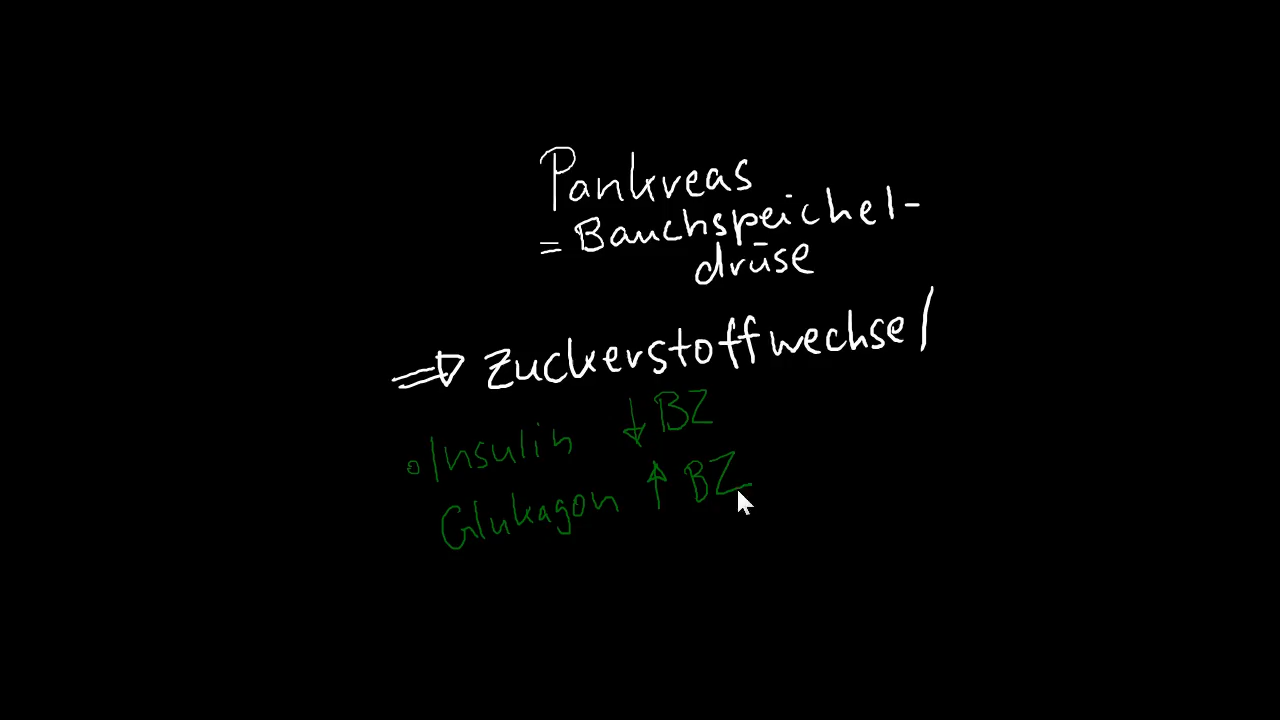 Pankreas
= Bauchspeichel-
drüse
⇒ Zuckerstoffwechsel
o Insulin ↓ BZ
Glukagon ↑ BZ